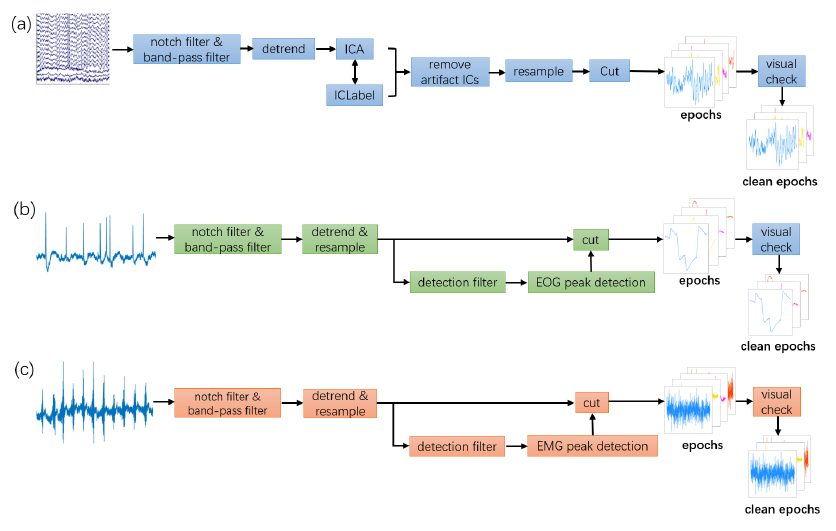 (a)
notch filter &
band-pass filter
detrend
ICA
ICLabel
remove
artifact ICs
resample
Cut
epochs
visual
check
clean epochs
(b)
notch filter &
band-pass filter
detrend &
resample
cut
detection filter
EOG peak detection
epochs
visual
check
clean epochs
(c)
notch filter &
band-pass filter
detrend &
resample
cut
detection filter
EMG peak detection
epochs
visual
check
clean epochs